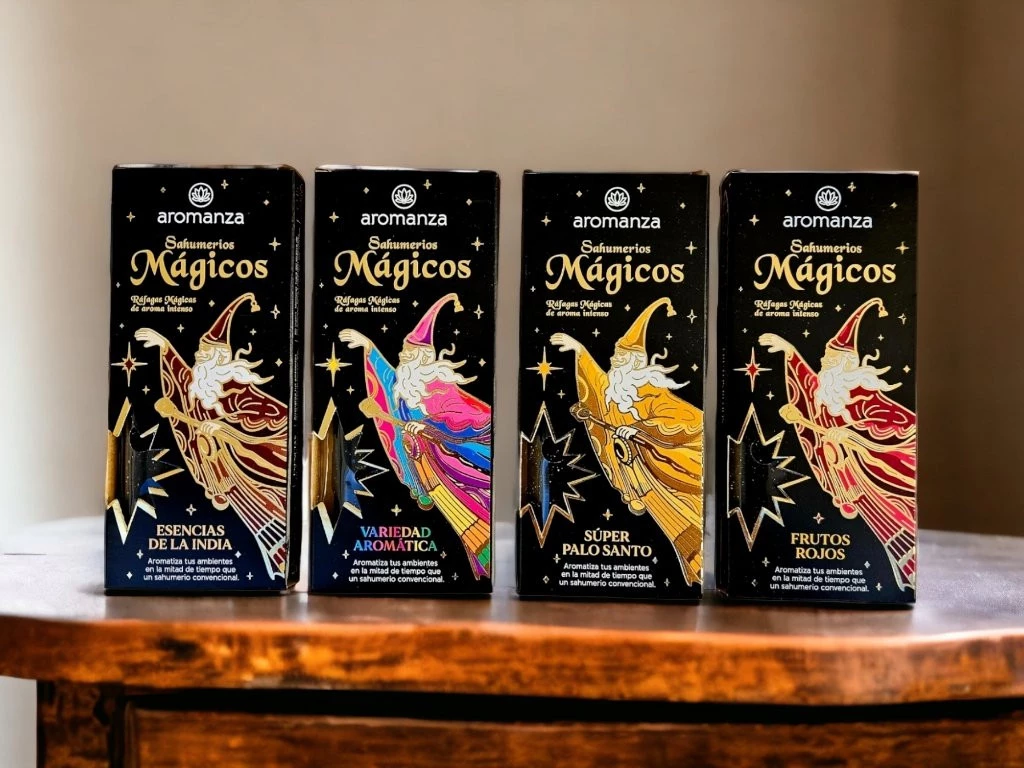 aromanza
Sahumerios
Mágicos
Ráfagas Mágicas
de aroma intenso
ESENCIAS
DE LA INDIA
Aromatiza tus ambientes
en la mitad de tiempo que
un sahumerio convencional.
aromanza
Sahumerios
Mágicos
Ráfagas Mágicas
de aroma intenso
VARIEDAD
AROMÁTICA
Aromatiza tus ambientes
en la mitad de tiempo que
un sahumerio convencional.
aromanza
Sahumerios
Mágicos
Ráfagas Mágicas
de aroma intenso
SÚPER
PALO SANTO
Aromatiza tus ambientes
en la mitad de tiempo que
un sahumerio convencional.
aromanza
Sahumerios
Mágicos
Ráfagas Mágicas
de aroma intenso
FRUTOS
ROJOS
Aromatiza tus ambientes
en la mitad de tiempo que
un sahumerio convencional.